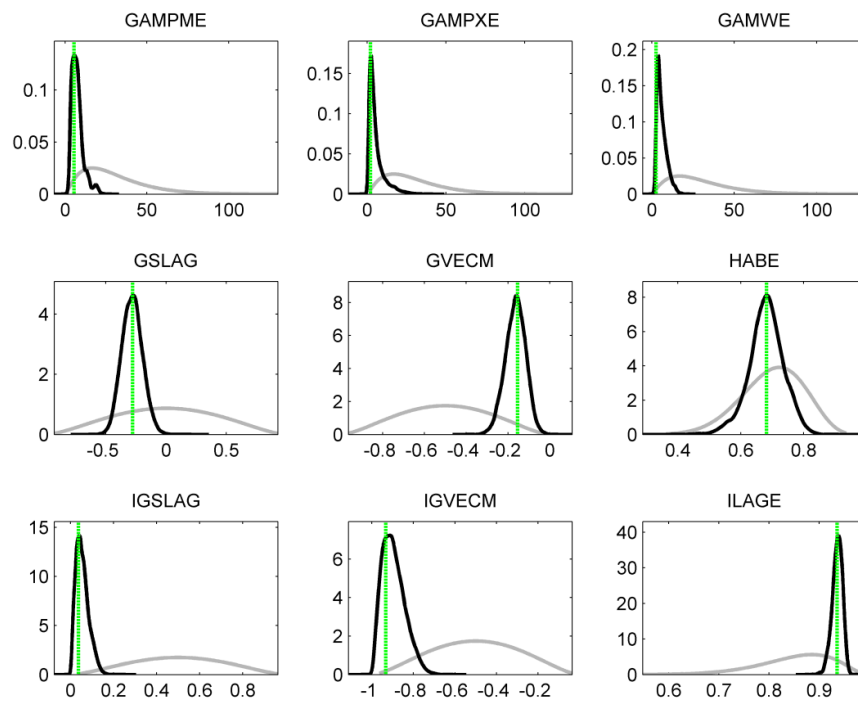 GAMPME GAMPXE GAMWE
0.1 0.15 0.2
0.15
0.1
0.05 0.1
0.05 0.05
0 0 0
0 50 100 0 50 100 0 50 100
GSLAG GVECM HABE
8 8
4
6 6
4 4
2
2 2
0 0 0
-0.5 0 0.5 -0.8 -0.6 -0.4 -0.2 0 0.4 0.6 0.8
IGSLAG IGVECM ILAGE
15 40
6
10 30
4
20
5 2 10
0 0 0
0 0.2 0.4 0.6 0.8 -1 -0.8 -0.6 -0.4 -0.2 0.6 0.7 0.8 0.9